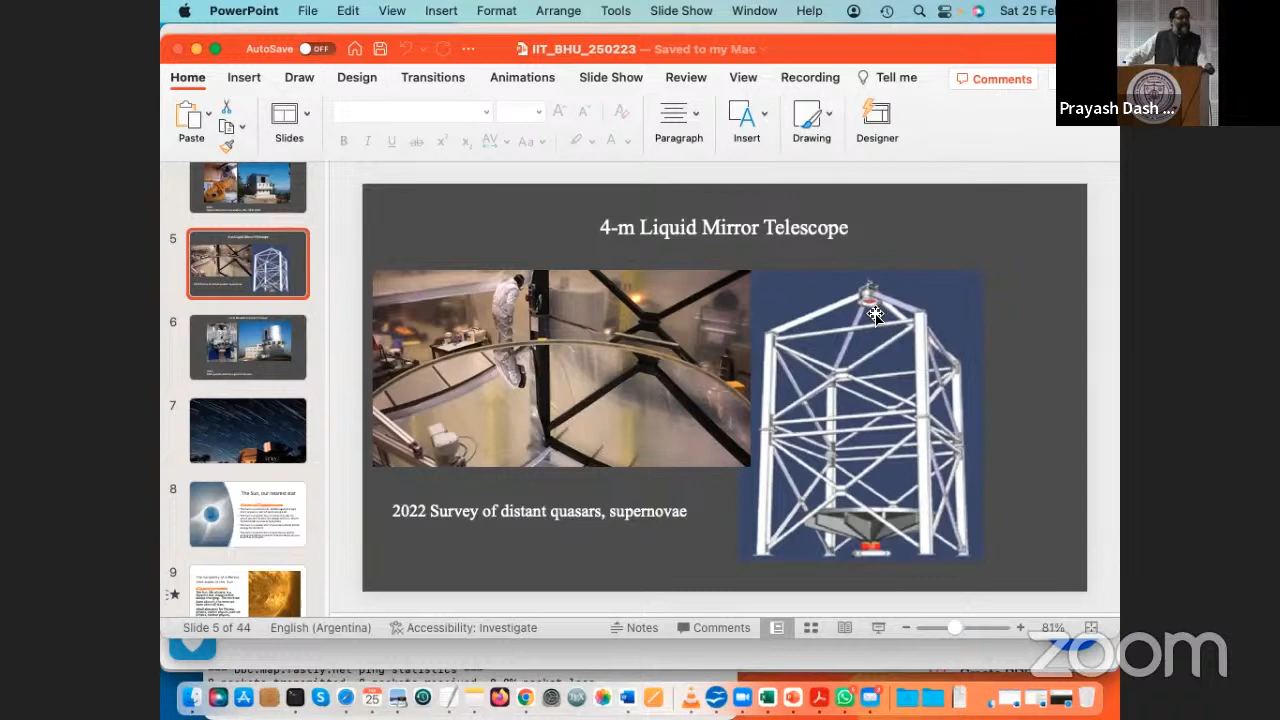 PowerPoint File Edit View Insert Format Arrange Tools Slide Show Window Help Sat 25 Feb
AutoSave OFF IIT_BHU_250223 — Saved to my Mac
Home Insert Draw Design Transitions Animations Slide Show Review View Recording Tell me Comments
Paste Slides Paragraph Insert Drawing Designer
Prayash Dash ...
5
6
7
8
The Sun, our nearest star
9
4-m Liquid Mirror Telescope
2022 Survey of distant quasars, supernovae
Slide 5 of 44 English (Argentina) Accessibility: Investigate Notes Comments 81%
zoom